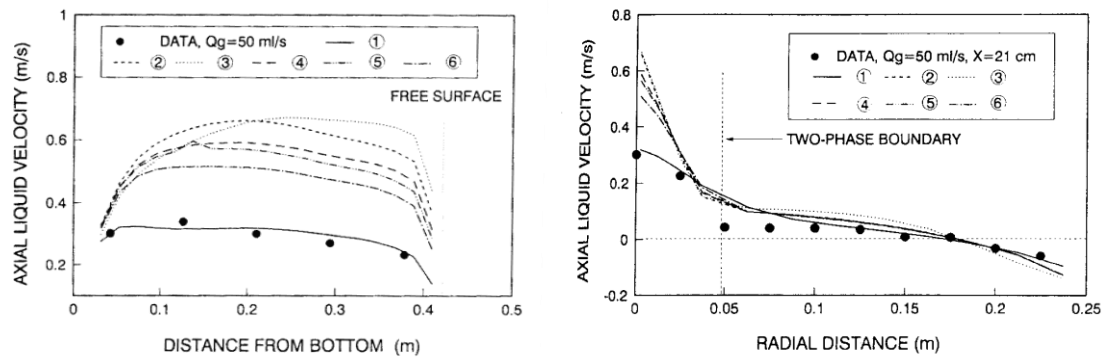 1
0.8
0.6
0.4
0.2
0
0.1
0.2
0.3
0.4
0.5
AXIAL LIQUID VELOCITY (m/s)
DISTANCE FROM BOTTOM (m)
DATA, Qg=50 ml/s ①
② ③ ④ ⑤ ⑥
FREE SURFACE
0.8
0.6
0.4
0.2
0
-0.2
0
0.05
0.1
0.15
0.2
0.25
AXIAL LIQUID VELOCITY (m/s)
RADIAL DISTANCE (m)
DATA, Qg=50 ml/s, X=21 cm
① ② ③
④ ⑤ ⑥
TWO-PHASE BOUNDARY